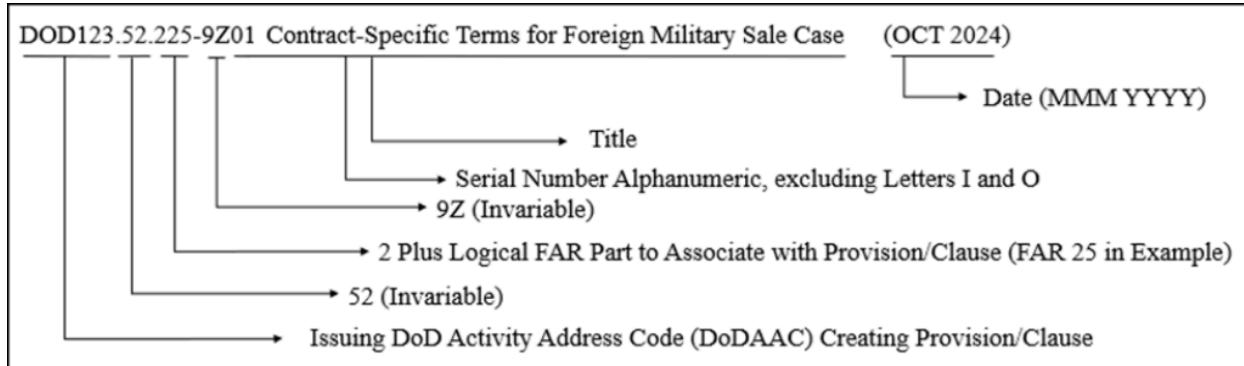 DOD123.52.225-9Z01 Contract-Specific Terms for Foreign Military Sale Case (OCT 2024)
Date (MMM YYYY)
Title
Serial Number Alphanumeric, excluding Letters I and O
9Z (Invariable)
2 Plus Logical FAR Part to Associate with Provision/Clause (FAR 25 in Example)
52 (Invariable)
Issuing DoD Activity Address Code (DoDAAC) Creating Provision/Clause